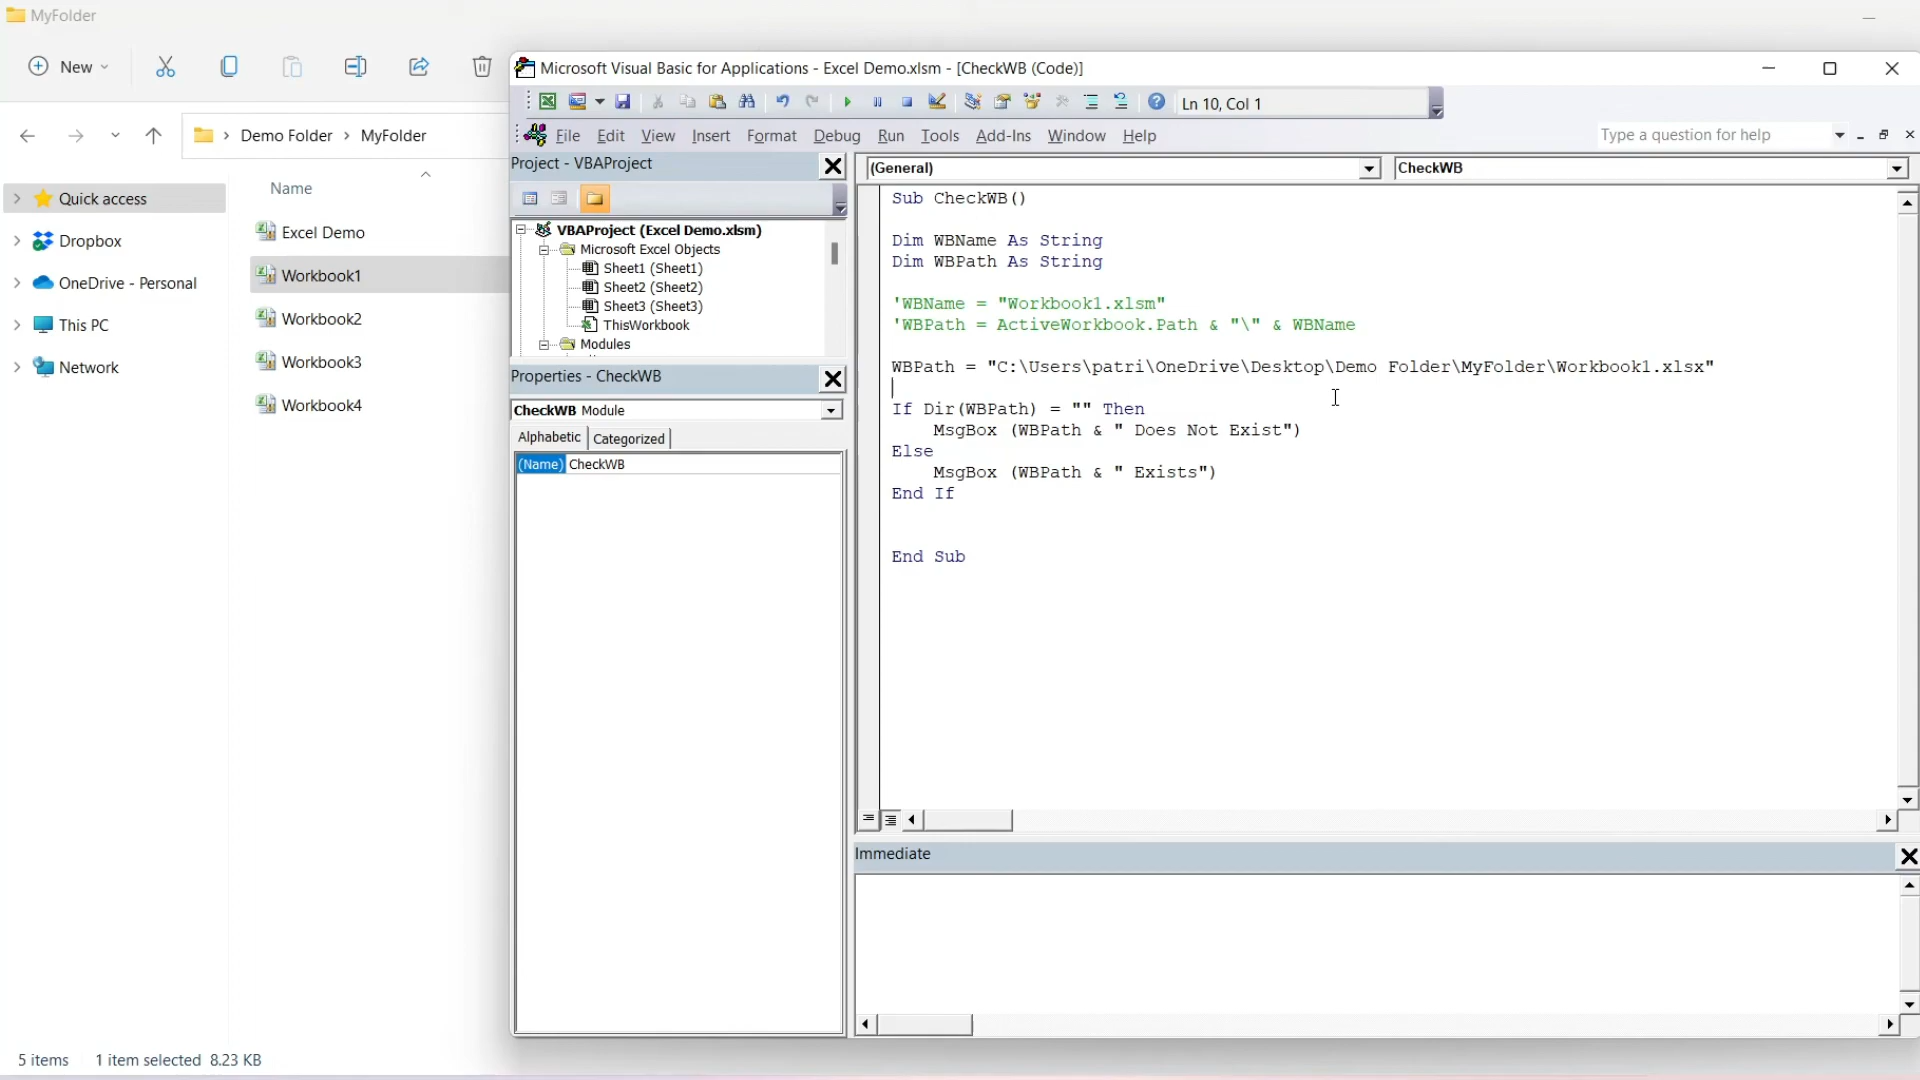 MyFolder
New
Demo Folder › MyFolder
Quick access
Dropbox
OneDrive - Personal
This PC
Network
Name
Excel Demo
Workbook1
Workbook2
Workbook3
Workbook4
5 items 1 item selected 8.23 KB
Microsoft Visual Basic for Applications - Excel Demo.xlsm - [CheckWB (Code)]
Ln 10, Col 1
File Edit View Insert Format Debug Run Tools Add-Ins Window Help
Type a question for help
Project - VBAProject
VBAProject (Excel Demo.xlsm)
Microsoft Excel Objects
Sheet1 (Sheet1)
Sheet2 (Sheet2)
Sheet3 (Sheet3)
ThisWorkbook
Modules
Properties - CheckWB
CheckWB Module
Alphabetic Categorized
(Name) CheckWB
(General) CheckWB
Sub CheckWB()
Dim WBName As String
Dim WBPath As String
'WBName = "Workbook1.xlsm"
'WBPath = ActiveWorkbook.Path & "\" & WBName
WBPath = "C:\Users\patri\OneDrive\Desktop\Demo Folder\MyFolder\Workbook1.xlsx"
If Dir(WBPath) = "" Then
MsgBox (WBPath & " Does Not Exist")
Else
MsgBox (WBPath & " Exists")
End If
End Sub
Immediate